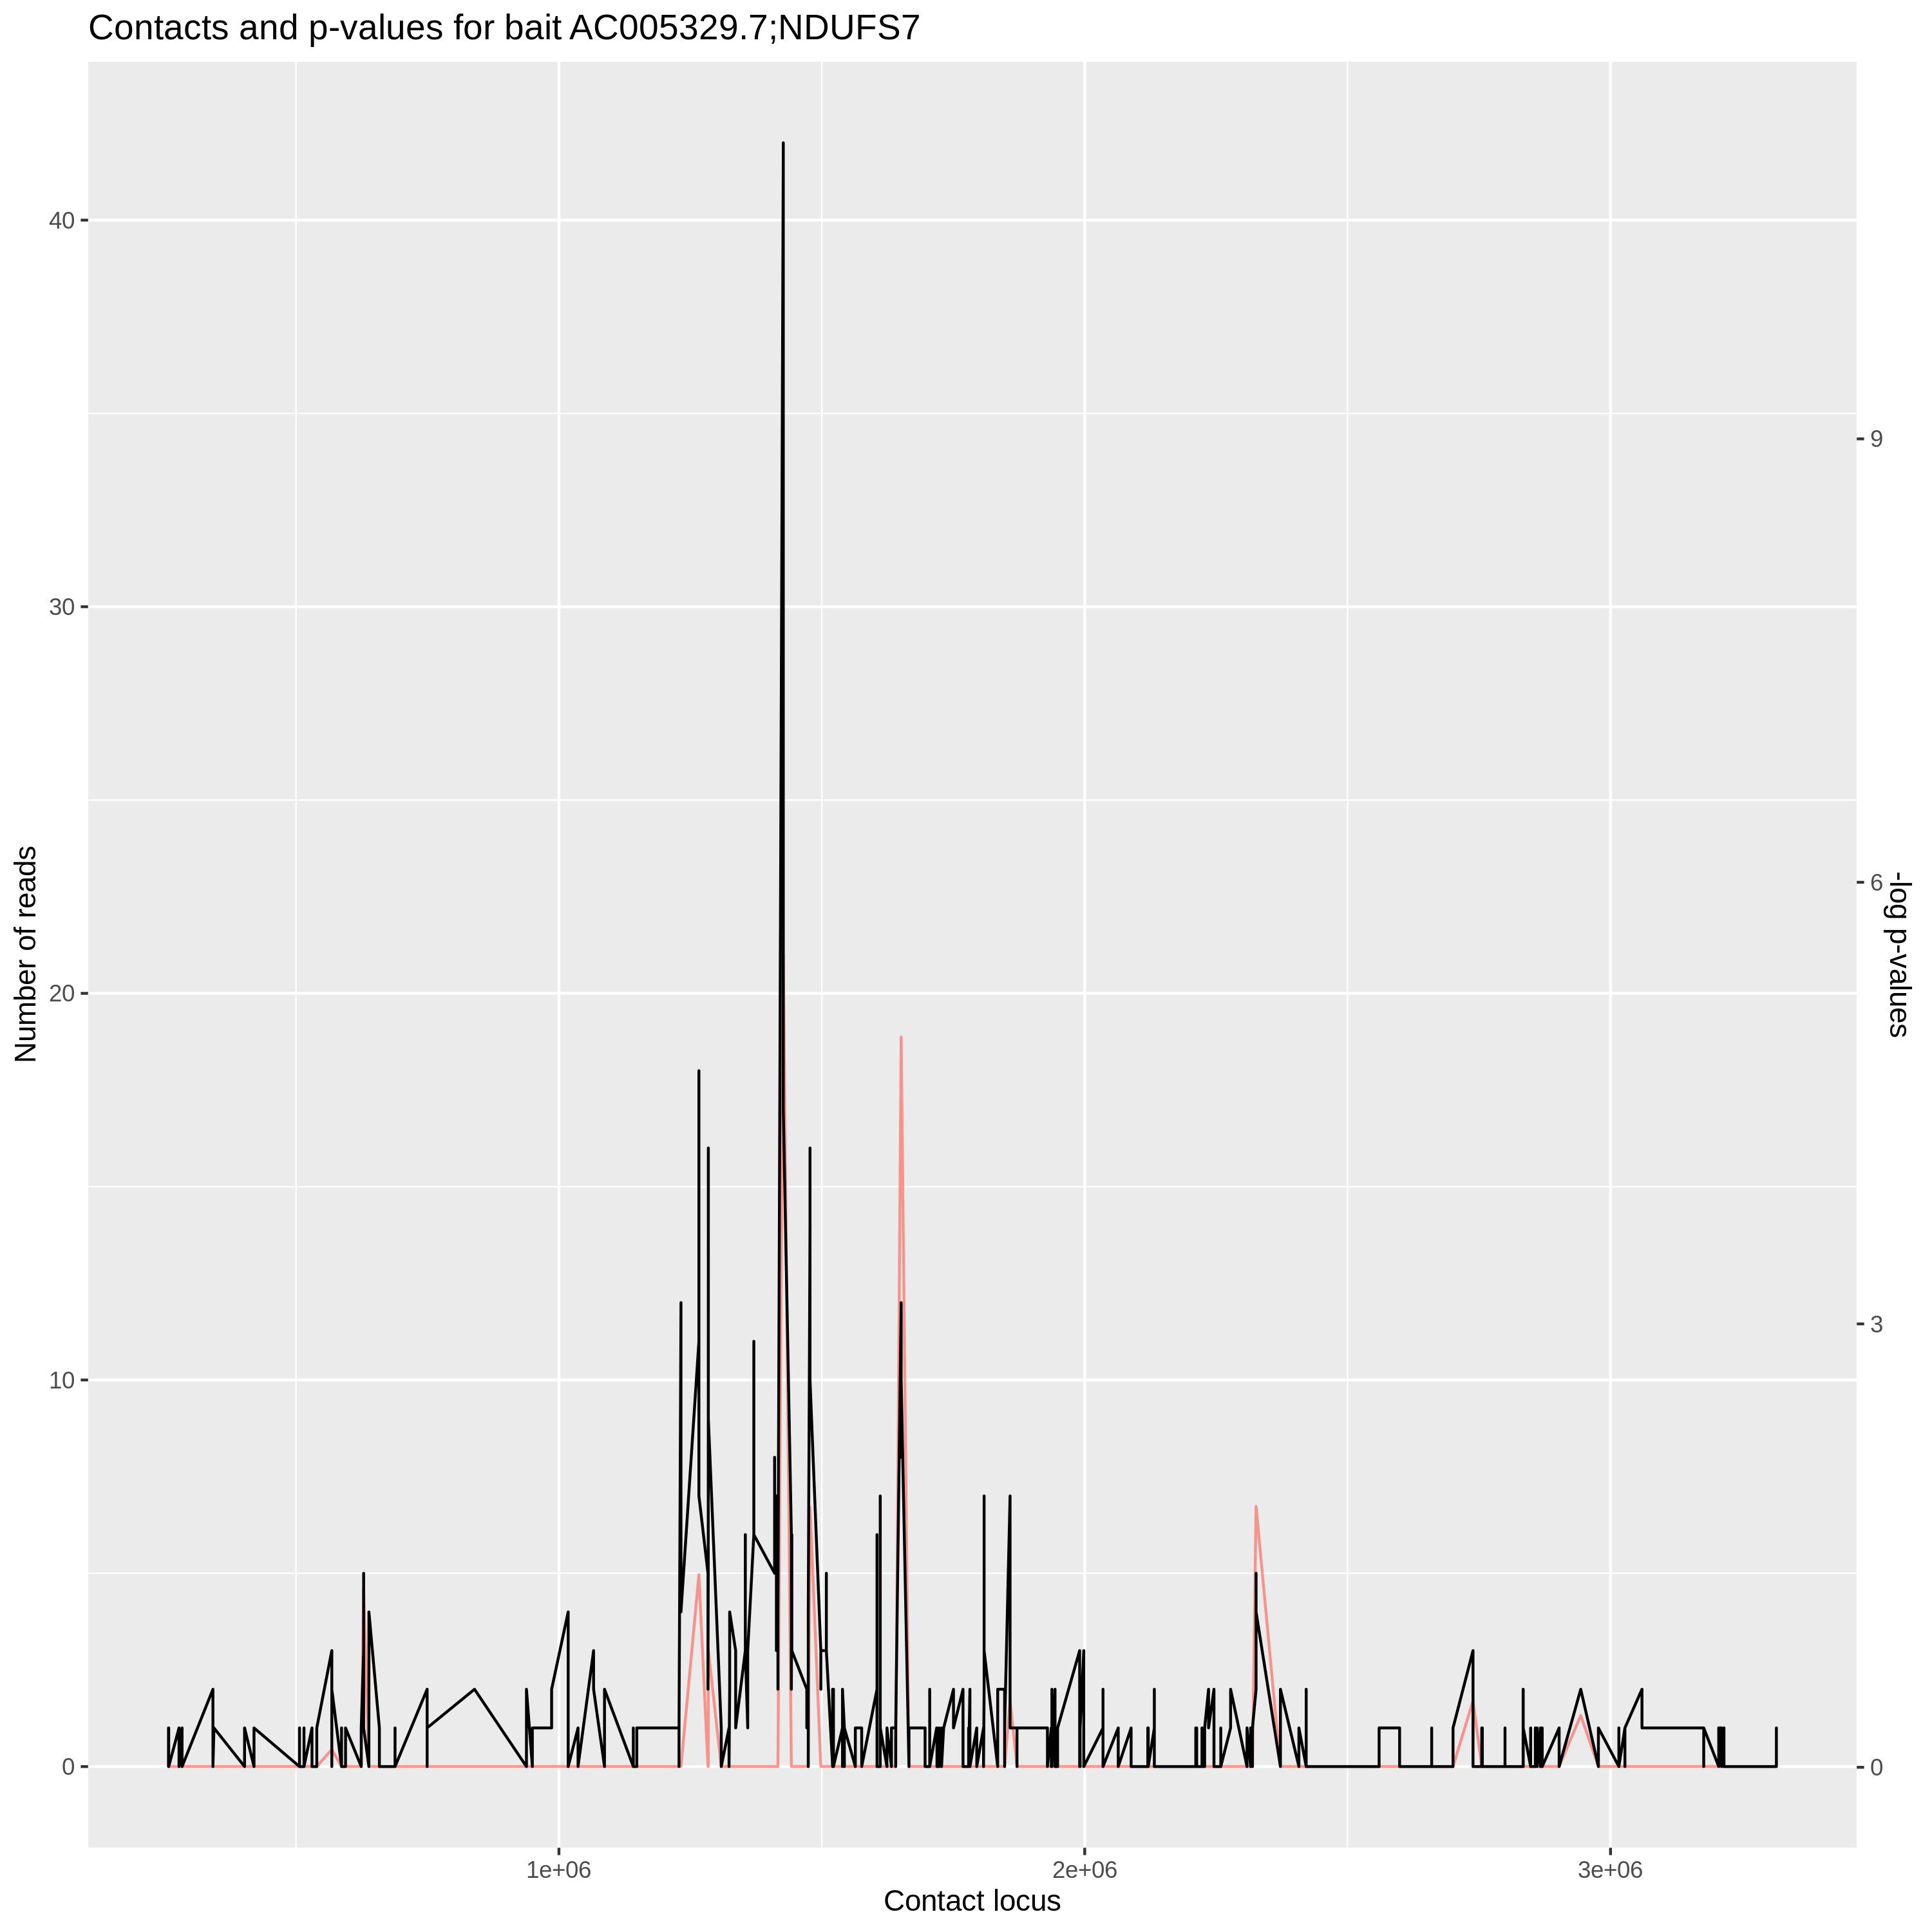 Contacts and p-values for bait AC005329.7;NDUFS7
40
30
20
10
0
Number of reads
9
6
3
0
-log p-values
1e+06
2e+06
3e+06
Contact locus